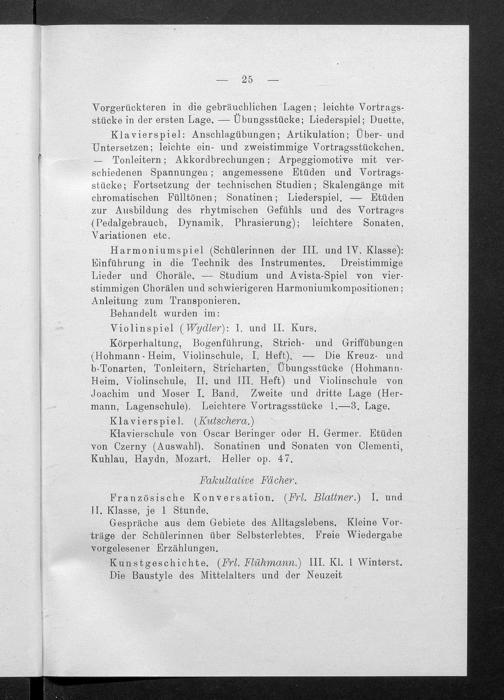 — 25 —
Vorgerückteren in die gebräuchlichen Lagen; leichte Vortrags-
stücke in der ersten Lage. — Übungsstücke; Liederspiel; Duette,
Klavierspiel: Anschlagübungen; Artikulation; Über- und
Untersetzen; leichte ein- und zweistimmige Vortragsstückchen.
— Tonleitern; Akkordbrechungen; Arpeggiomotive mit ver-
schiedenen Spannungen; angemessene Etüden und Vortrags-
stücke; Fortsetzung der technischen Studien; Skalengänge mit
chromatischen Fülltönen; Sonatinen; Liederspiel. — Etüden
zur Ausbildung des rhytmischen Gefühls und des Vortrages
(Pedalgebrauch, Dynamik, Phrasierung); leichtere Sonaten,
Variationen etc.
Harmoniumspiel (Schülerinnen der III. und IV. Klasse):
Einführung in die Technik des Instrumentes. Dreistimmige
Lieder und Choräle. — Studium und Avista-Spiel von vier-
stimmigen Chorälen und schwierigeren Harmoniumkompositionen;
Anleitung zum Transponieren.
Behandelt wurden im:
Violinspiel (Wydler): I. und II. Kurs.
Körperhaltung, Bogenführung, Strich- und Griffübungen
(Hohmann-Heim, Violinschule, I. Heft). — Die Kreuz- und
b-Tonarten, Tonleitern, Stricharten, Übungsstücke (Hohmann-
Heim, Violinschule, II. und III. Heft) und Violinschule von
Joachim und Moser I. Band. Zweite und dritte Lage (Her-
mann, Lagenschule). Leichtere Vortragsstücke 1.—3. Lage.
Klavierspiel. (Kutschera.)
Klavierschule von Oscar Beringer oder H. Germer. Etüden
von Czerny (Auswahl). Sonatinen und Sonaten von Clementi,
Kuhlau, Haydn, Mozart. Heller op. 47.
Fakultative Fächer.
Französische Konversation. (Frl. Blattner.) I. und
II. Klasse, je 1 Stunde.
Gespräche aus dem Gebiete des Alltagslebens. Kleine Vor-
träge der Schülerinnen über Selbsterlebtes. Freie Wiedergabe
vorgelesener Erzählungen.
Kunstgeschichte. (Frl. Flühmann.) III. Kl. 1 Winterst.
Die Baustyle des Mittelalters und der Neuzeit